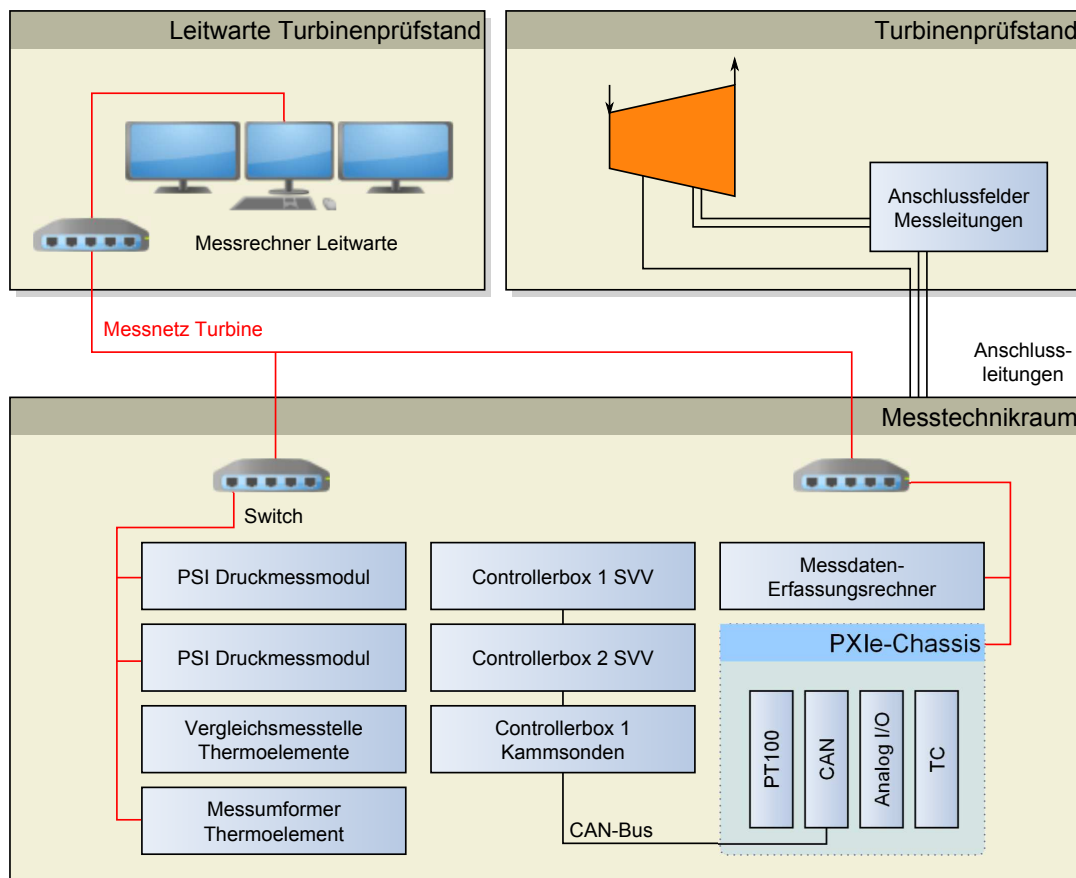 Leitwarte Turbinenprüfstand
Messrechner Leitwarte
Turbinenprüfstand
Anschlussfelder
Messleitungen
Messnetz Turbine
Anschluss-
leitungen
Messtechnikraum
Switch
PSI Druckmessmodul
PSI Druckmessmodul
Vergleichsmesstelle
Thermoelemente
Messumformer
Thermoelement
Controllerbox 1 SVV
Controllerbox 2 SVV
Controllerbox 1
Kammsonden
CAN-Bus
Messdaten-
Erfassungsrechner
PXIe-Chassis
PT100
CAN
Analog I/O
TC